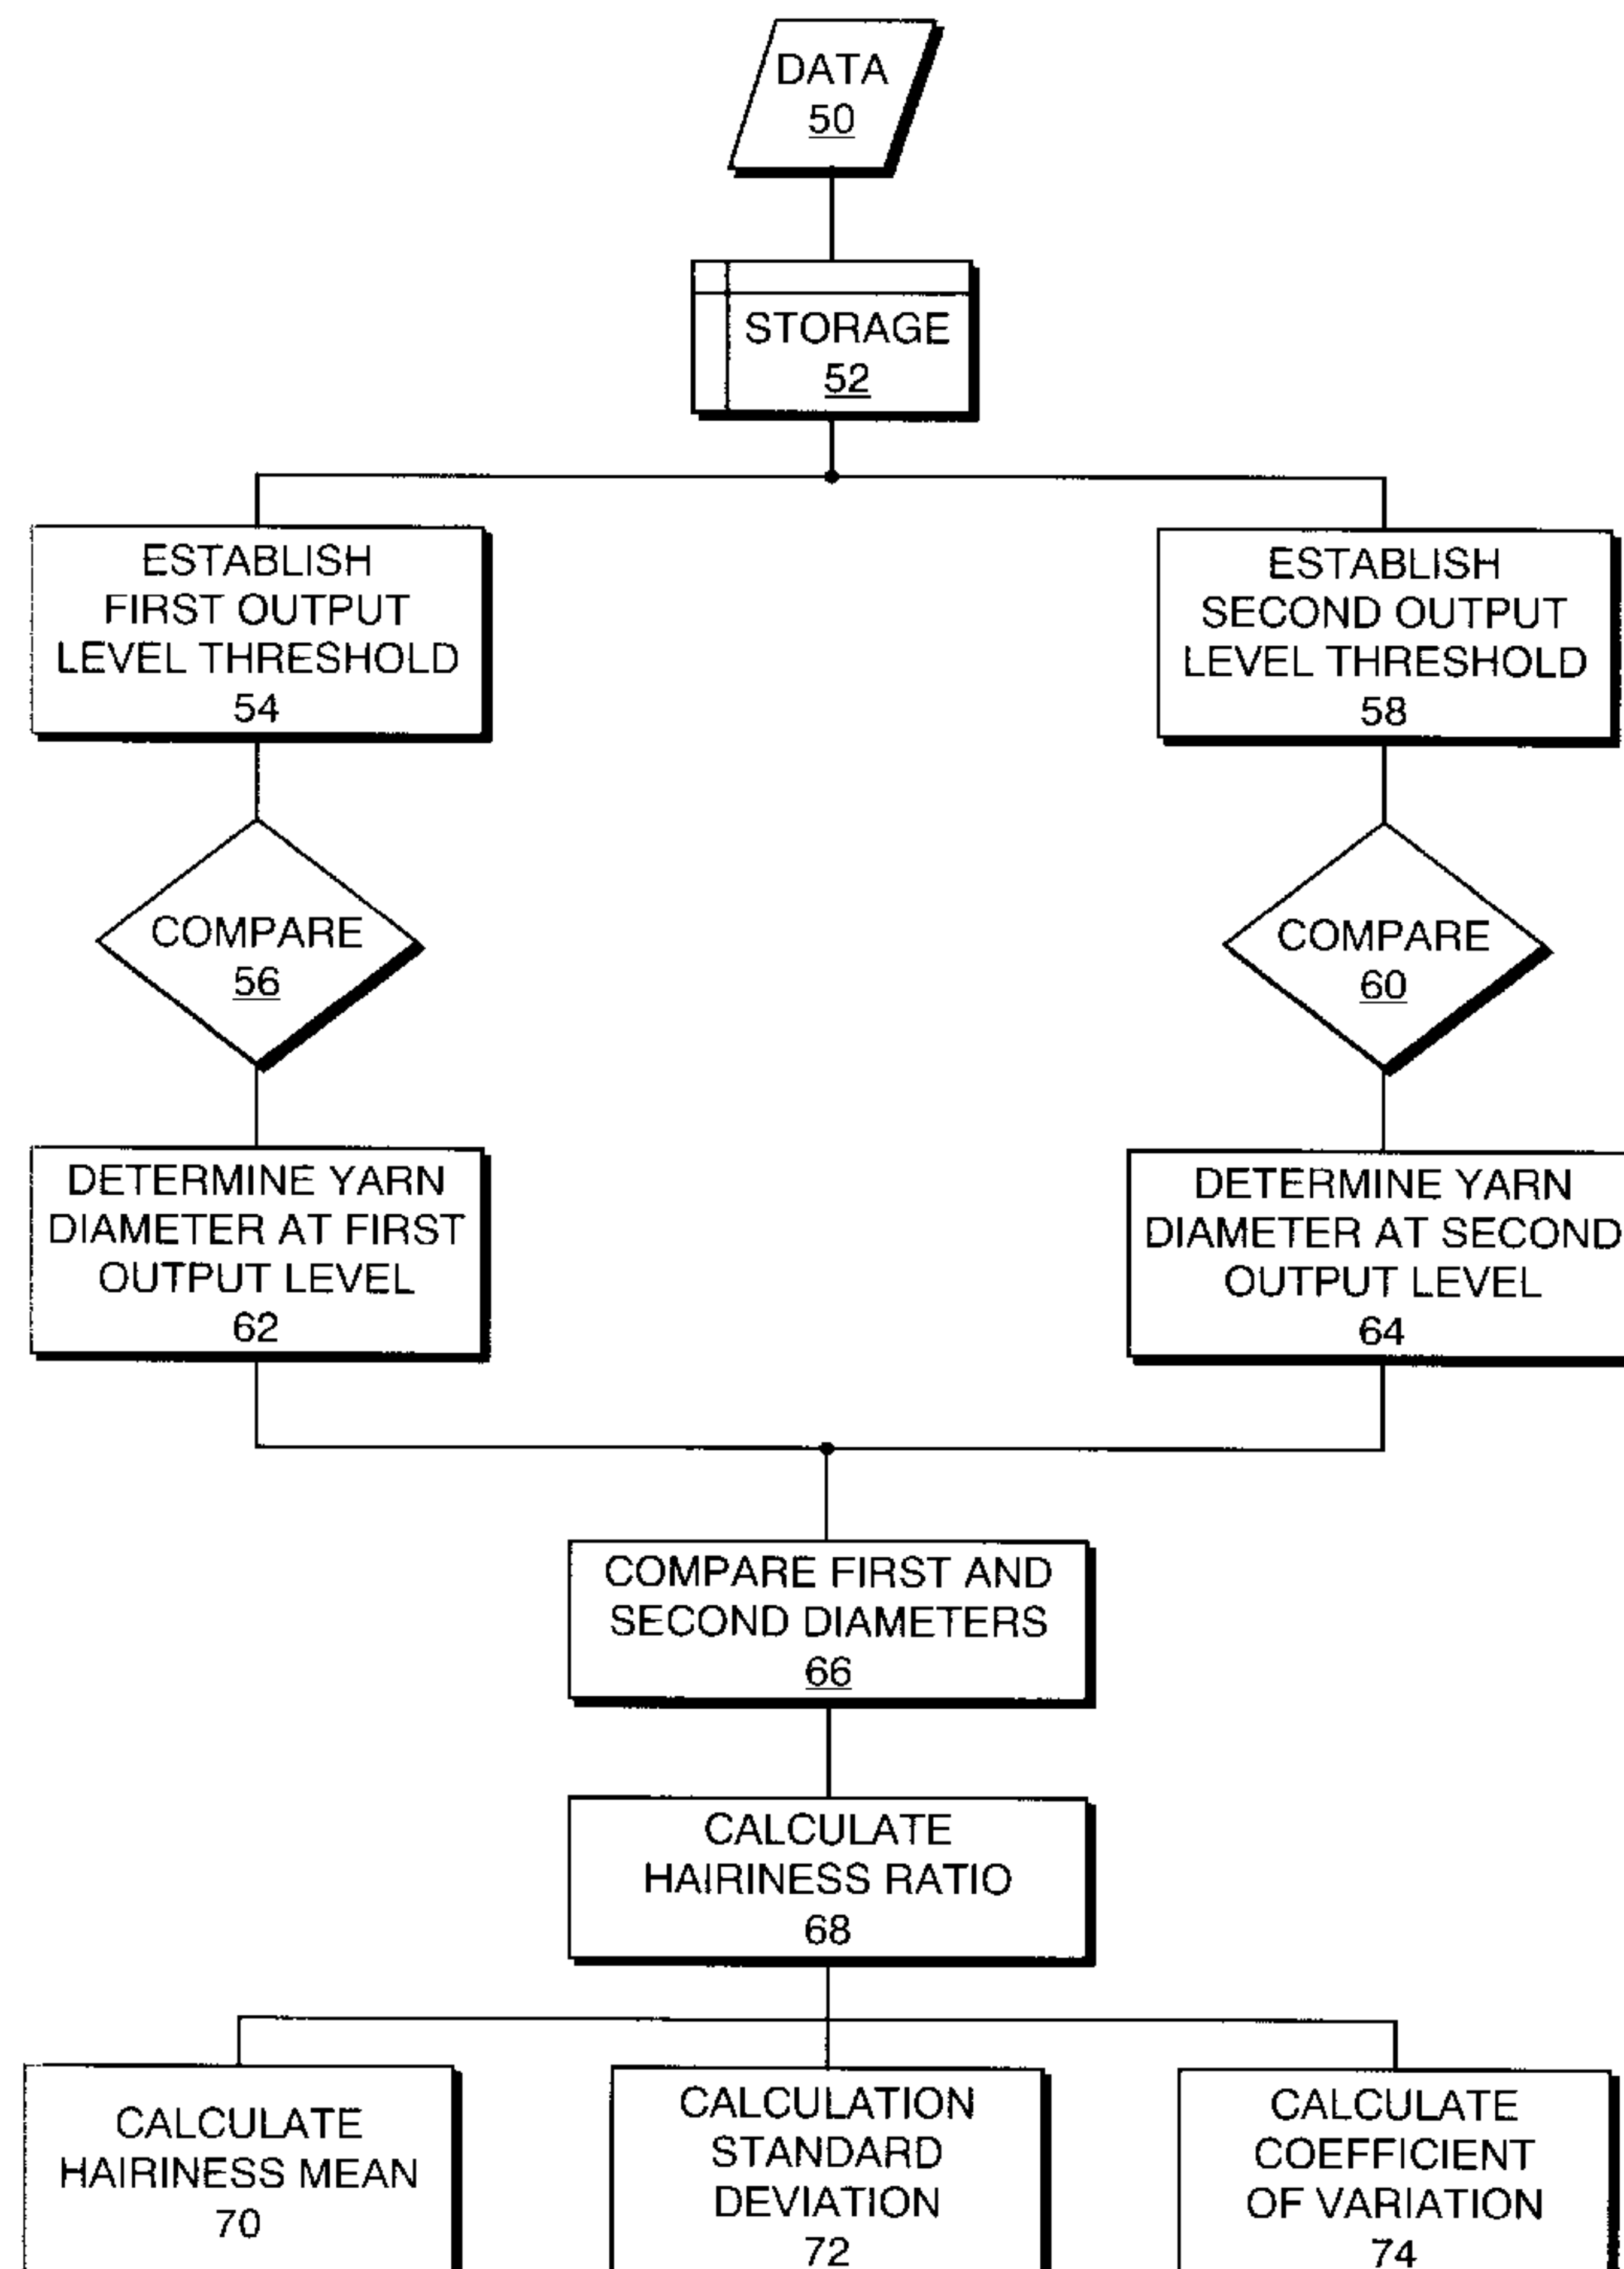 DATA
50
STORAGE
52
ESTABLISH
FIRST OUTPUT
LEVEL THRESHOLD
54
ESTABLISH
SECOND OUTPUT
LEVEL THRESHOLD
58
COMPARE
56
COMPARE
60
DETERMINE YARN
DIAMETER AT FIRST
OUTPUT LEVEL
62
DETERMINE YARN
DIAMETER AT SECOND
OUTPUT LEVEL
64
COMPARE FIRST AND
SECOND DIAMETERS
66
CALCULATE
HAIRINESS RATIO
68
CALCULATE
HAIRINESS MEAN
70
CALCULATION
STANDARD
DEVIATION
72
CALCULATE
COEFFICIENT
OF VARIATION
74